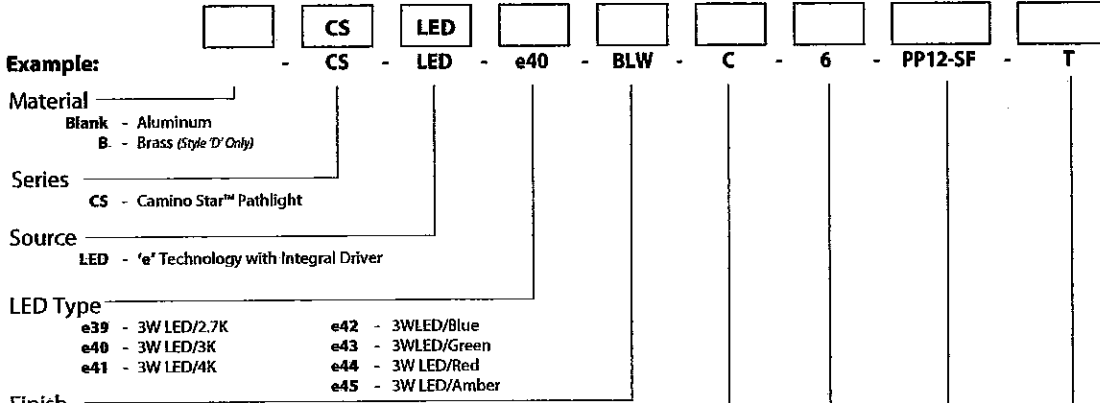 CS LED
Example: - CS - LED - e40 - BLW - C - 6 - PP12-SF - T
Material
Blank - Aluminum
B - Brass (Style 'D' Only)
Series
CS - Camino Star™ Pathlight
Source
LED - 'e' Technology with Integral Driver
LED Type
e39 - 3W LED/2.7K e42 - 3WLED/Blue
e40 - 3W LED/3K e43 - 3WLED/Green
e41 - 3W LED/4K e44 - 3W LED/Red
e45 - 3W LED/Amber
Finish